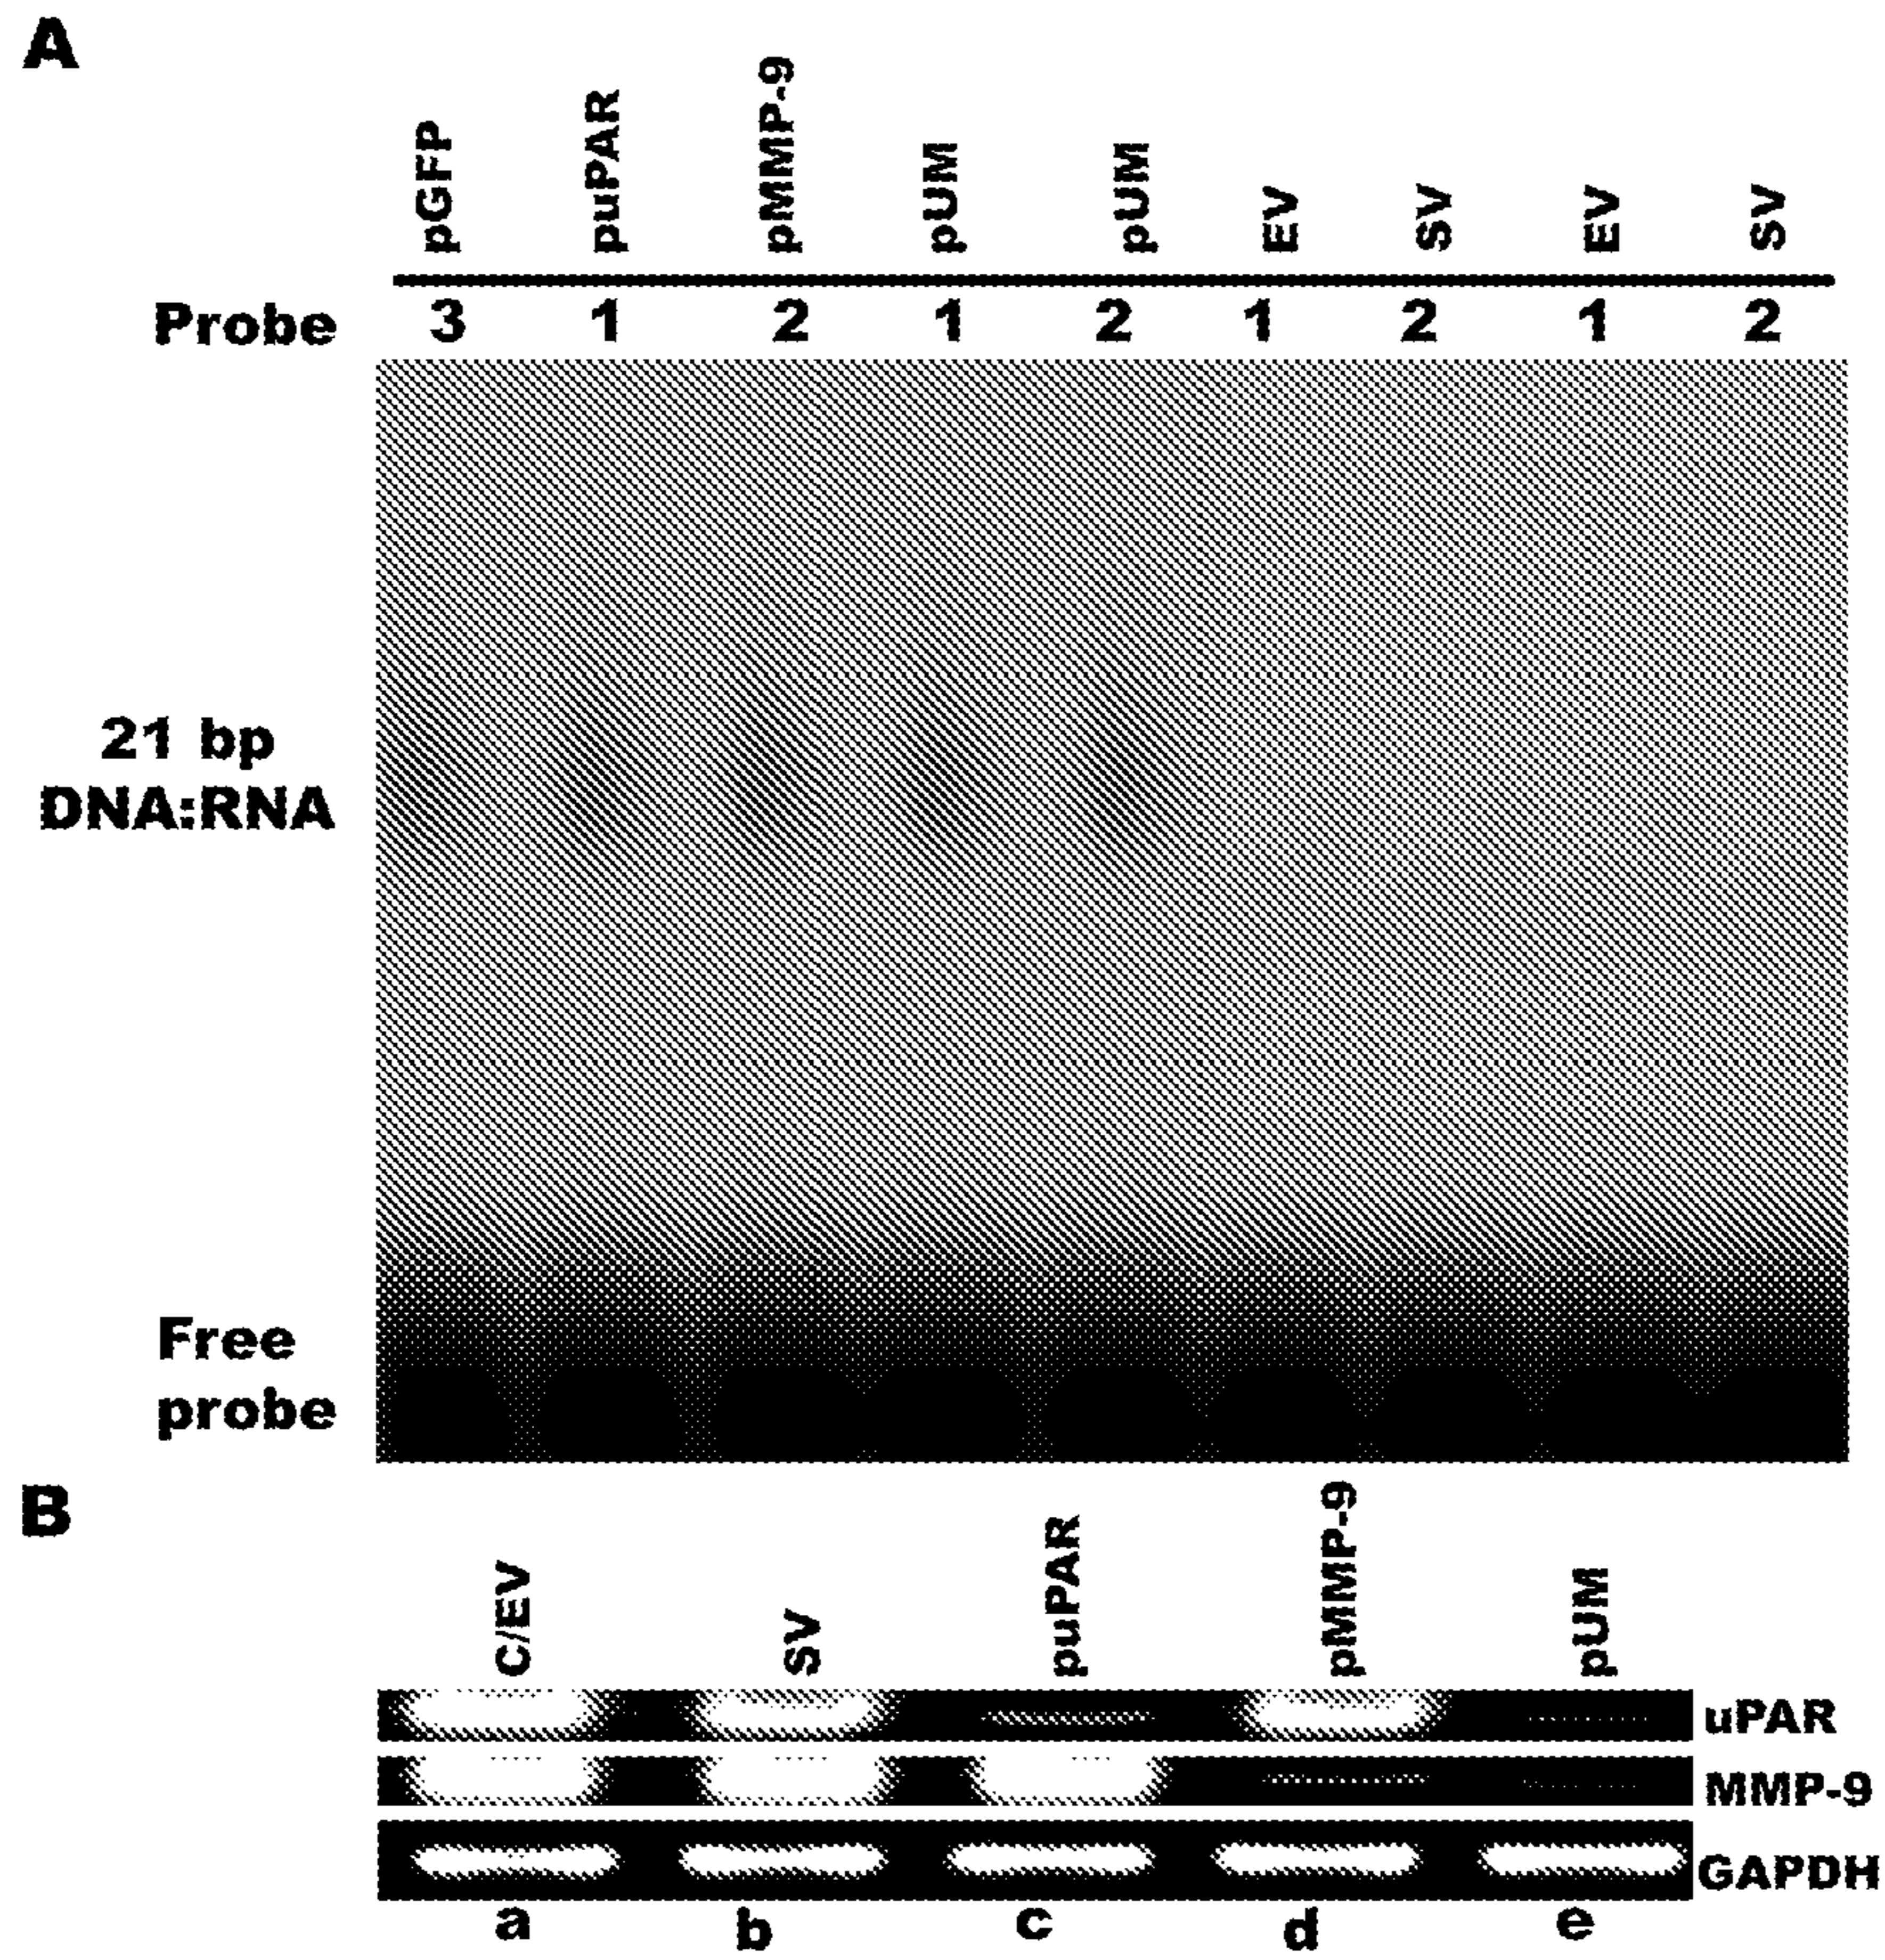 A
pGFP puPAR pMMP-9 pUM pUM EV SV EV SV
Probe 3 1 2 1 2 1 2 1 2
21 bp
DNA:RNA
Free
probe
B
C/EV SV puPAR pMMP-9 pUM
uPAR
MMP-9
GAPDH
a b c d e